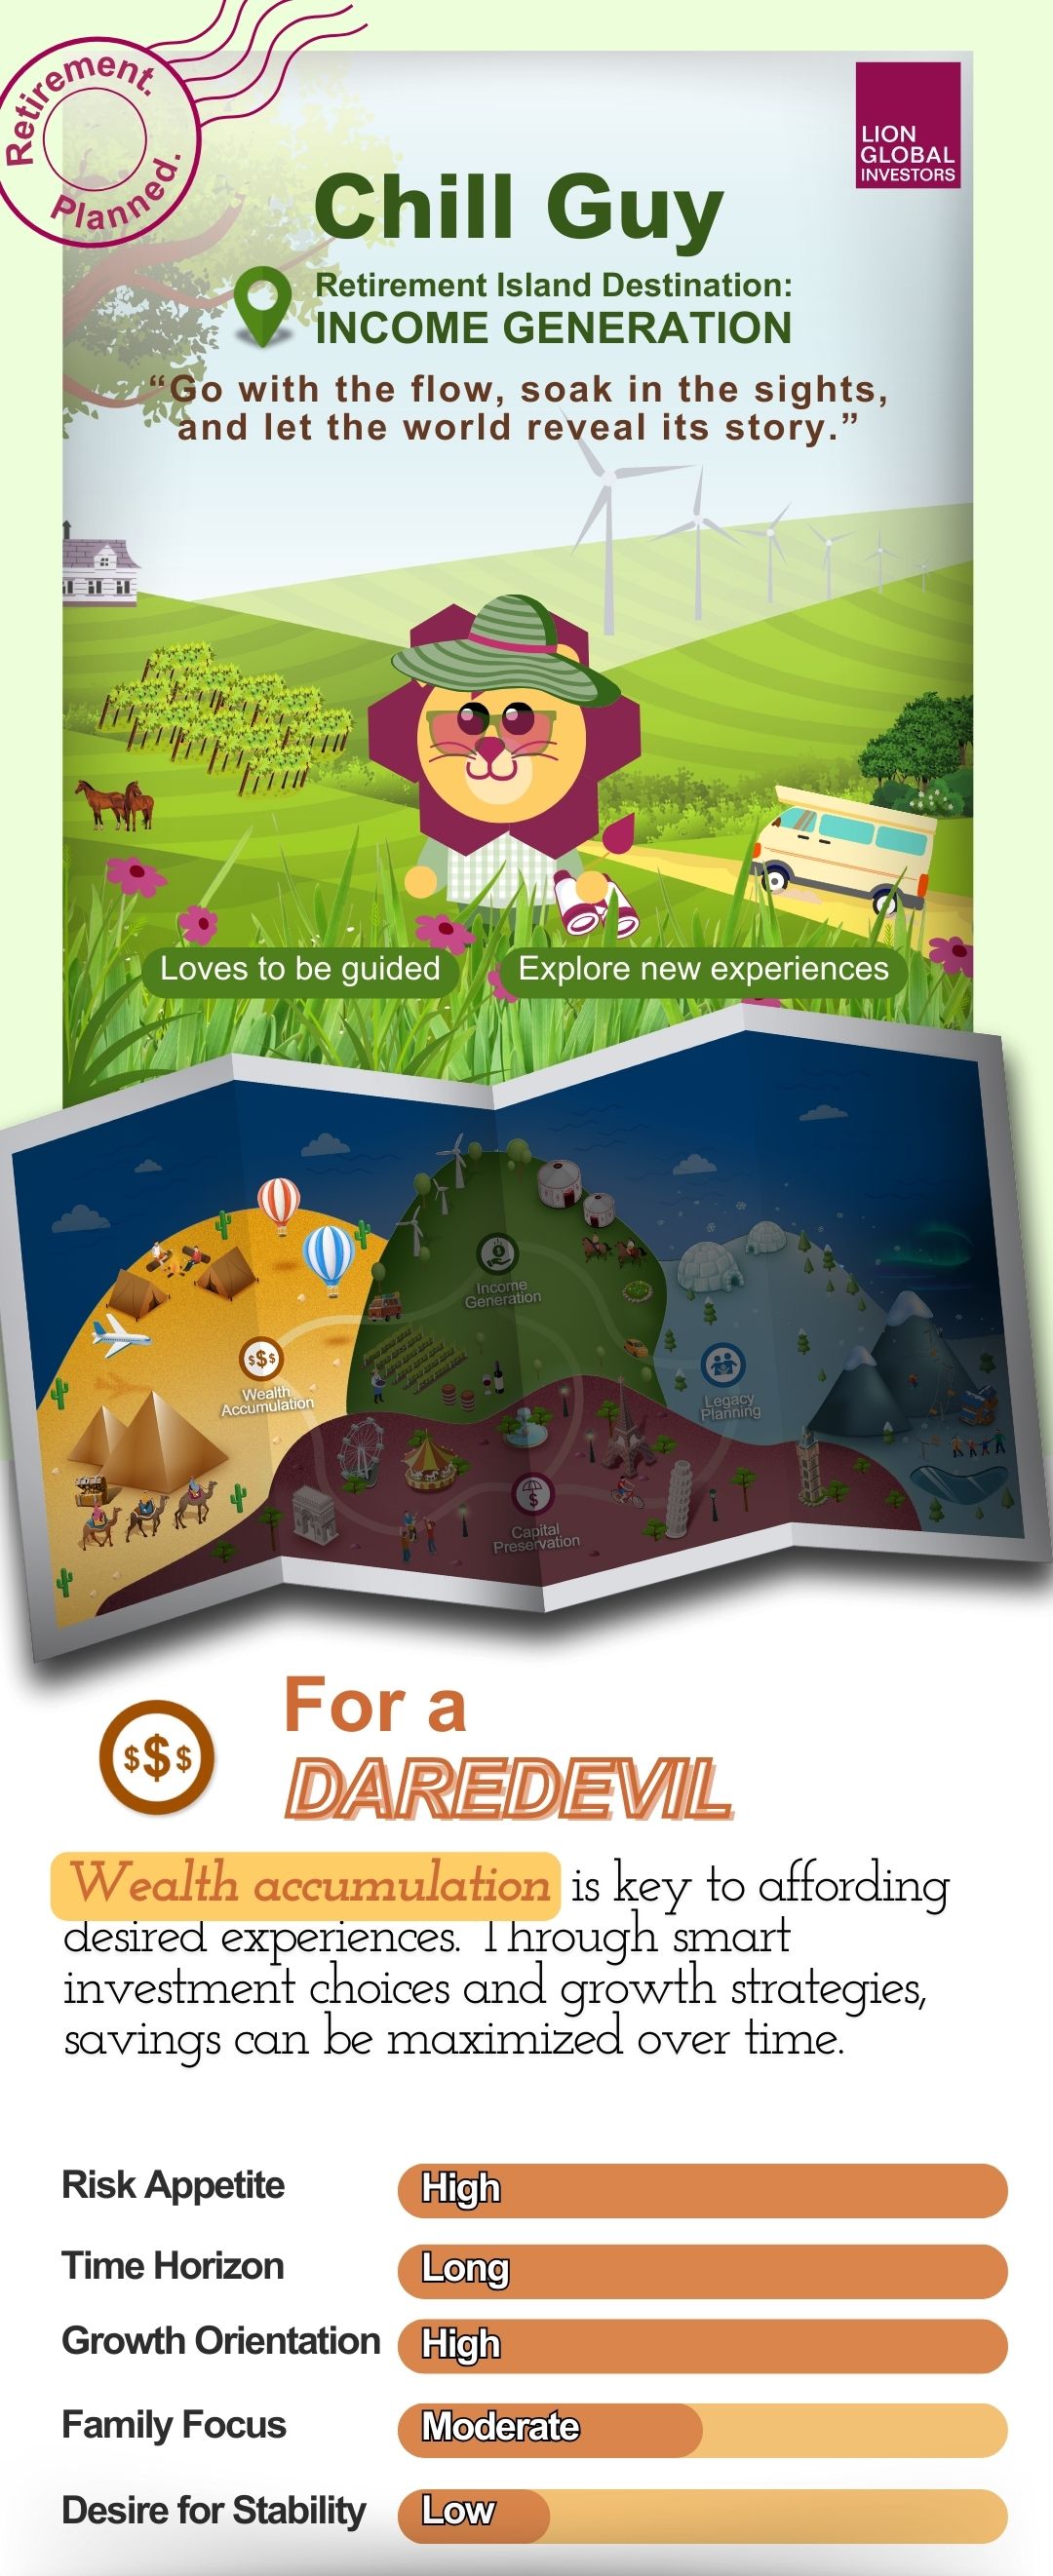 Retirement.
Planned.
LION
GLOBAL
INVESTORS
Chill Guy
Retirement Island Destination:
INCOME GENERATION
“Go with the flow, soak in the sights,
and let the world reveal its story.”
Loves to be guided
Explore new experiences
Income
Generation
$$$
Wealth
Accumulation
Legacy
Planning
$
Capital
Preservation
$$$
For a
DAREDEVIL
Wealth accumulation is key to affording
desired experiences. Through smart
investment choices and growth strategies,
savings can be maximized over time.
Risk Appetite High
Time Horizon Long
Growth Orientation High
Family Focus Moderate
Desire for Stability Low